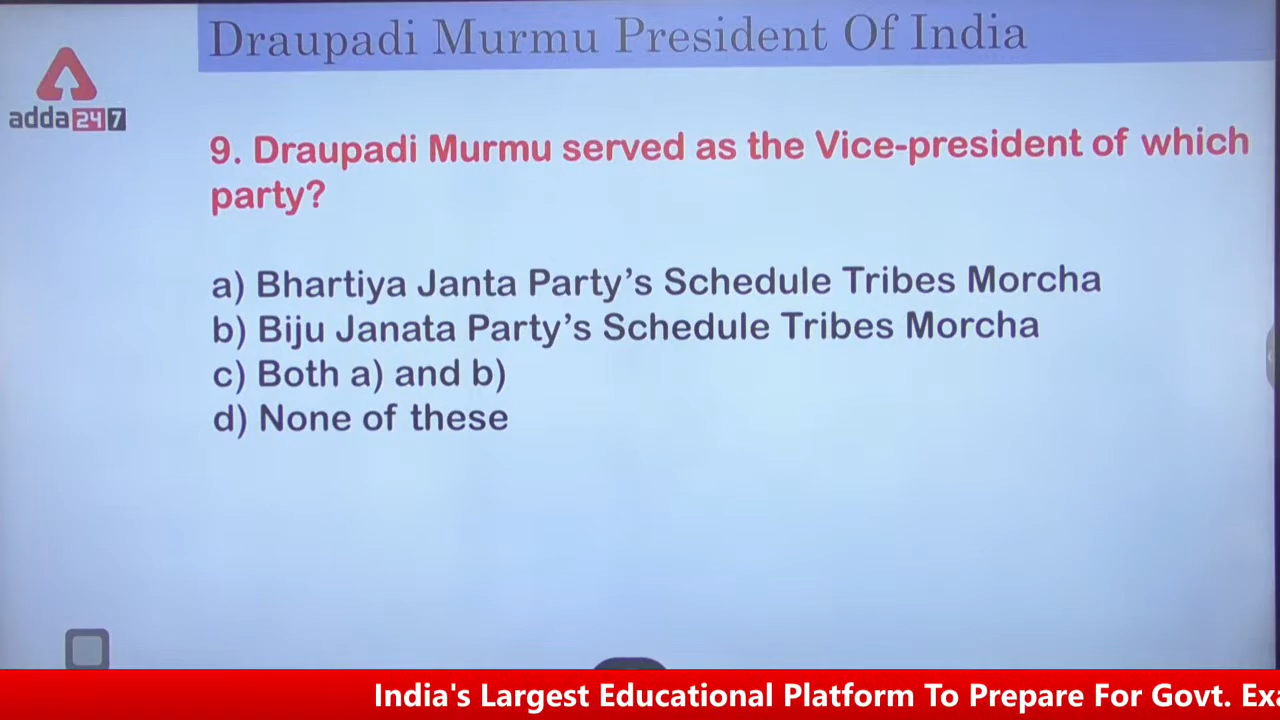 Draupadi Murmu President Of India
adda247
9. Draupadi Murmu served as the Vice-president of which
party?
a) Bhartiya Janta Party’s Schedule Tribes Morcha
b) Biju Janata Party’s Schedule Tribes Morcha
c) Both a) and b)
d) None of these
India's Largest Educational Platform To Prepare For Govt. Exa